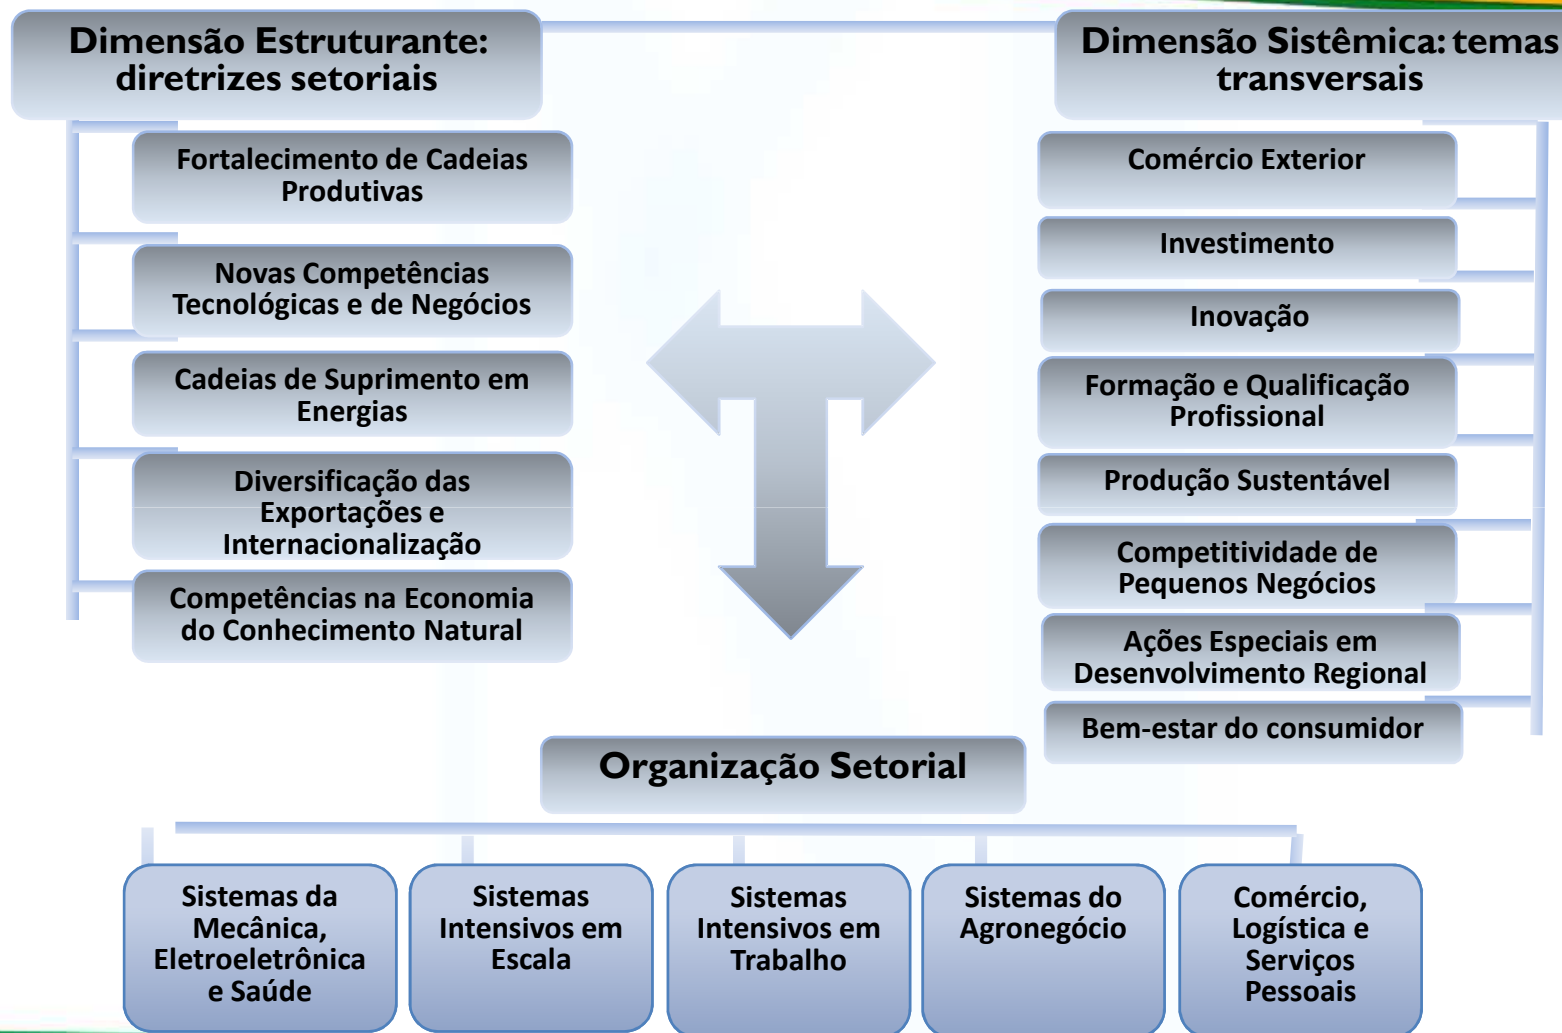 Dimensão Estruturante:
diretrizes setoriais
Fortalecimento de Cadeias
Produtivas
Novas Competências
Tecnológicas e de Negócios
Cadeias de Suprimento em
Energias
Diversificação das
Exportações e
Internacionalização
Competências na Economia
do Conhecimento Natural
Dimensão Sistêmica: temas
transversais
Comércio Exterior
Investimento
Inovação
Formação e Qualificação
Profissional
Produção Sustentável
Competitividade de
Pequenos Negócios
Ações Especiais em
Desenvolvimento Regional
Bem-estar do consumidor
Organização Setorial
Sistemas da
Mecânica,
Eletroeletrônica
e Saúde
Sistemas
Intensivos em
Escala
Sistemas
Intensivos em
Trabalho
Sistemas do
Agronegócio
Comércio,
Logística e
Serviços
Pessoais